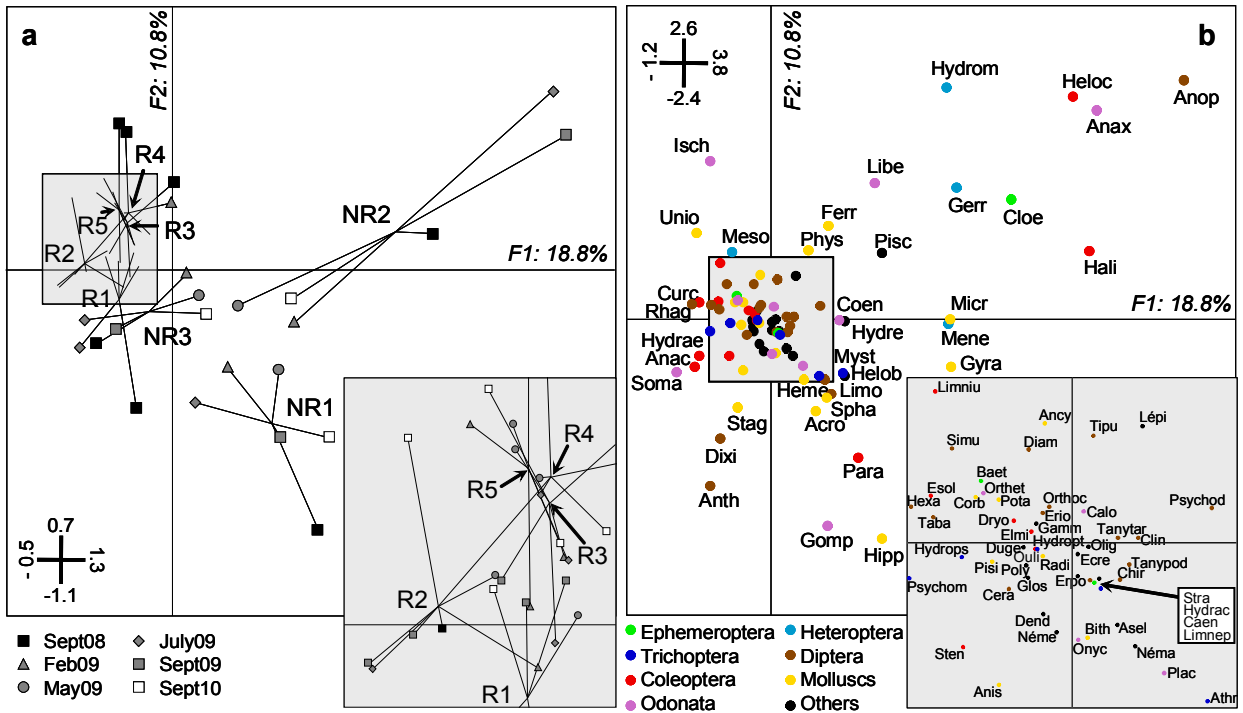 a
F2: 10.8%
R4
R5
R3
R2
R1
NR2
F1: 18.8%
NR3
NR1
0.7
- 0.5
1.3
-1.1
R4
R5
R3
R2
R1
Sept08
July09
Feb09
Sept09
May09
Sept10
b
2.6
- 1.2
3.8
-2.4
F2: 10.8%
Hydrom
Heloc
Anop
Anax
Isch
Libe
Gerr
Cloe
Unio
Ferr
Meso
Phys
Pisc
Hali
F1: 18.8%
Curc
Rhag
Coen
Micr
Hydre
Mene
Hydrae
Anac
Myst
Gyra
Soma
Helob
Heme
Limo
Spha
Stag
Acro
Dixi
Para
Anth
Gomp
Hipp
Limniu
Ancy
Tipu
Lépi
Simu
Diam
Baet
Esol
Orthet
Hexa
Corb
Pota
Orthoc
Psychod
Taba
Erio
Calo
Dryo
Gamm
Elmi
Tanytar
Clin
Hydropt
Hydrops
Duge
Olig
Ouli
Pisi
Poly
Radi
Ecre
Tanypod
Psychom
Glos
Erpo
Chir
Cera
Stra
Hydrac
Caen
Limnep
Dend
Néme
Bith
Asel
Onyc
Sten
Néma
Plac
Anis
Athr
Ephemeroptera
Heteroptera
Trichoptera
Diptera
Coleoptera
Molluscs
Odonata
Others